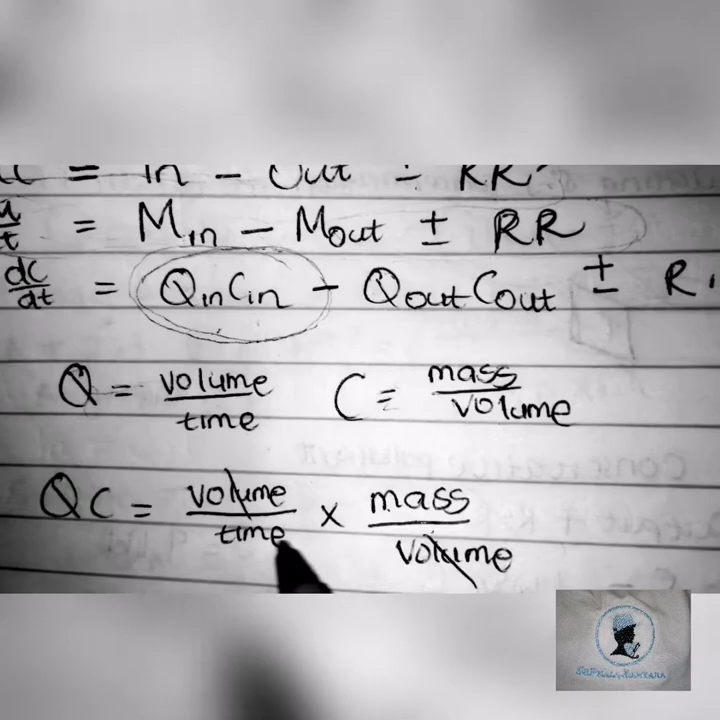 = In - Out ± RR
= Min - Mout ± RR
dc/dt = QinCin - QoutCout ± R
Q = volume/time C = mass/volume
QC = volume/time x mass/volume